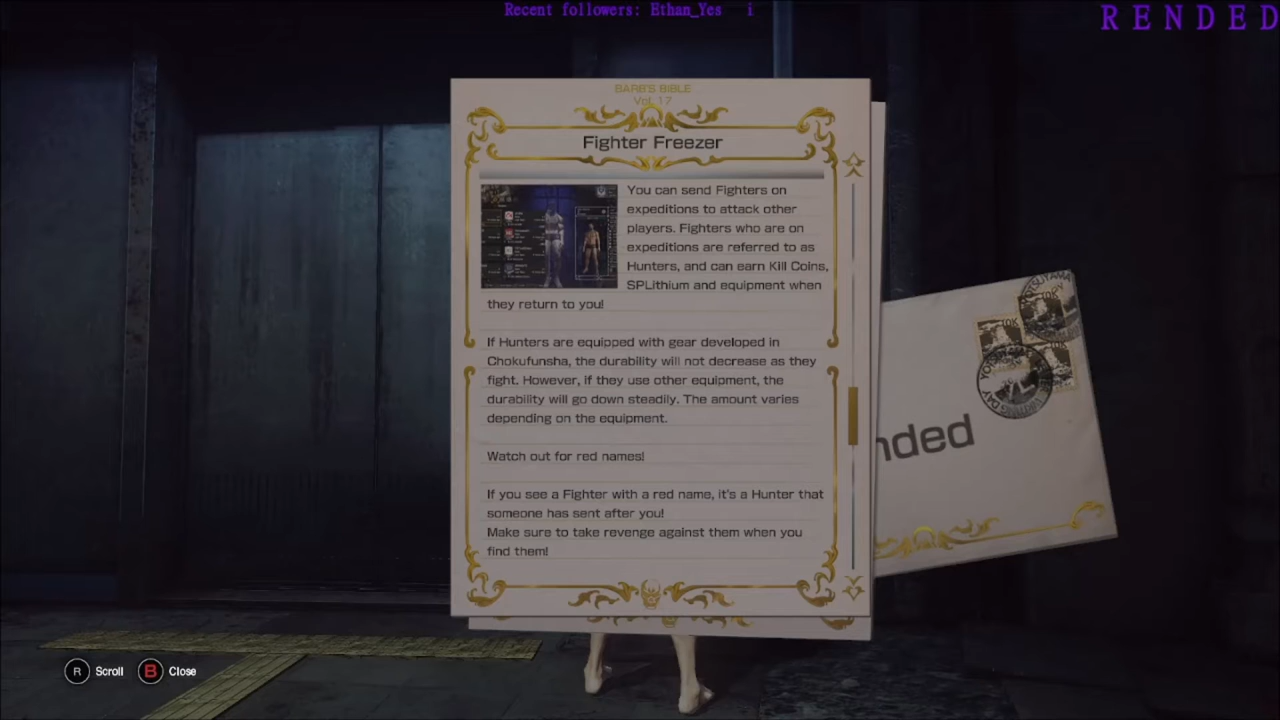 Recent followers: Ethan_Yes i
RENDED
BARB'S BIBLE
Vol. 17
Fighter Freezer
You can send Fighters on
expeditions to attack other
players. Fighters who are on
expeditions are referred to as
Hunters, and can earn Kill Coins,
SPLithium and equipment when
they return to you!
If Hunters are equipped with gear developed in
Chokufunsha, the durability will not decrease as they
fight. However, if they use other equipment, the
durability will go down steadily. The amount varies
depending on the equipment.
Watch out for red names!
If you see a Fighter with a red name, it's a Hunter that
someone has sent after you!
Make sure to take revenge against them when you
find them!
nded
10K
R Scroll B Close